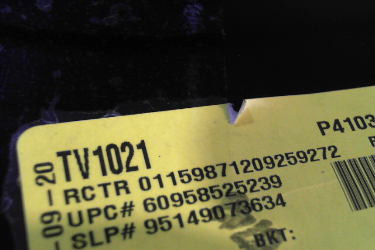 P4103
TV1021
RCTR 01159871209259272
UPC# 60958525239
SLP# 95149073634
BKT:
-09-20